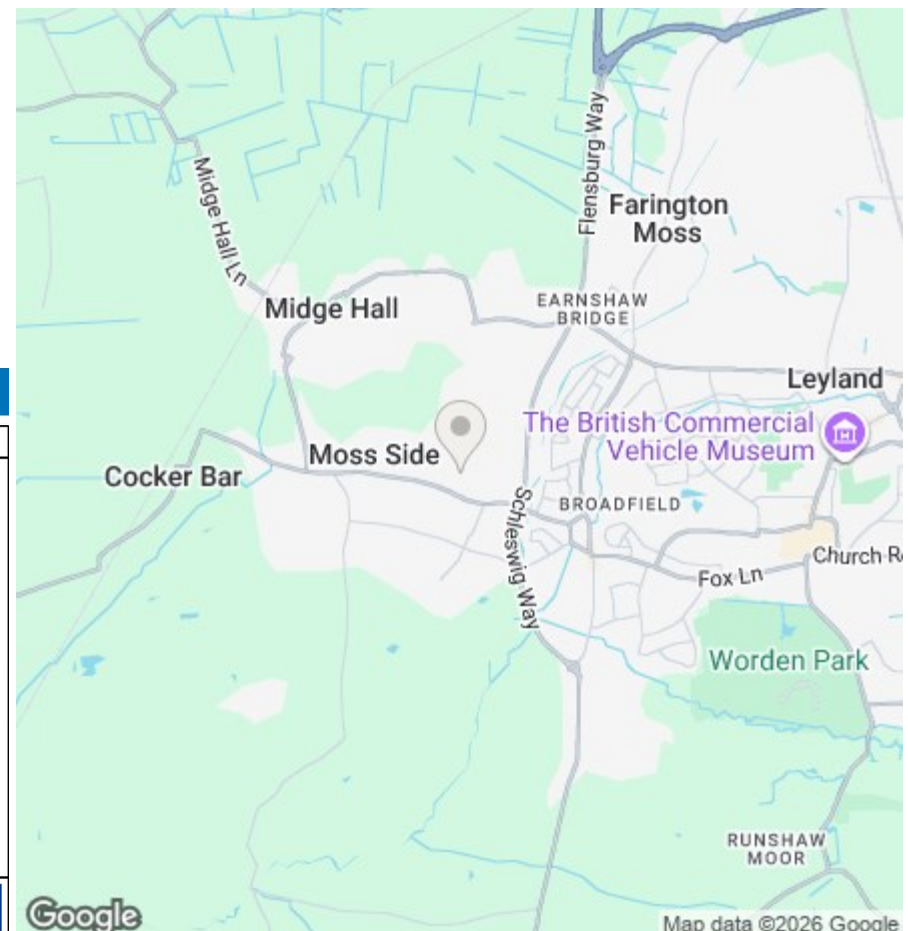 Flensburg Way
Midge Hall Ln
Farington
Moss
Midge Hall
EARNSHAW
BRIDGE
Leyland
The British Commercial
Vehicle Museum
Moss Side
Cocker Bar
BROADFIELD
Schleswig Way
Church R
Fox Ln
Worden Park
RUNSHAW
MOOR
Google
Map data ©2026 Google